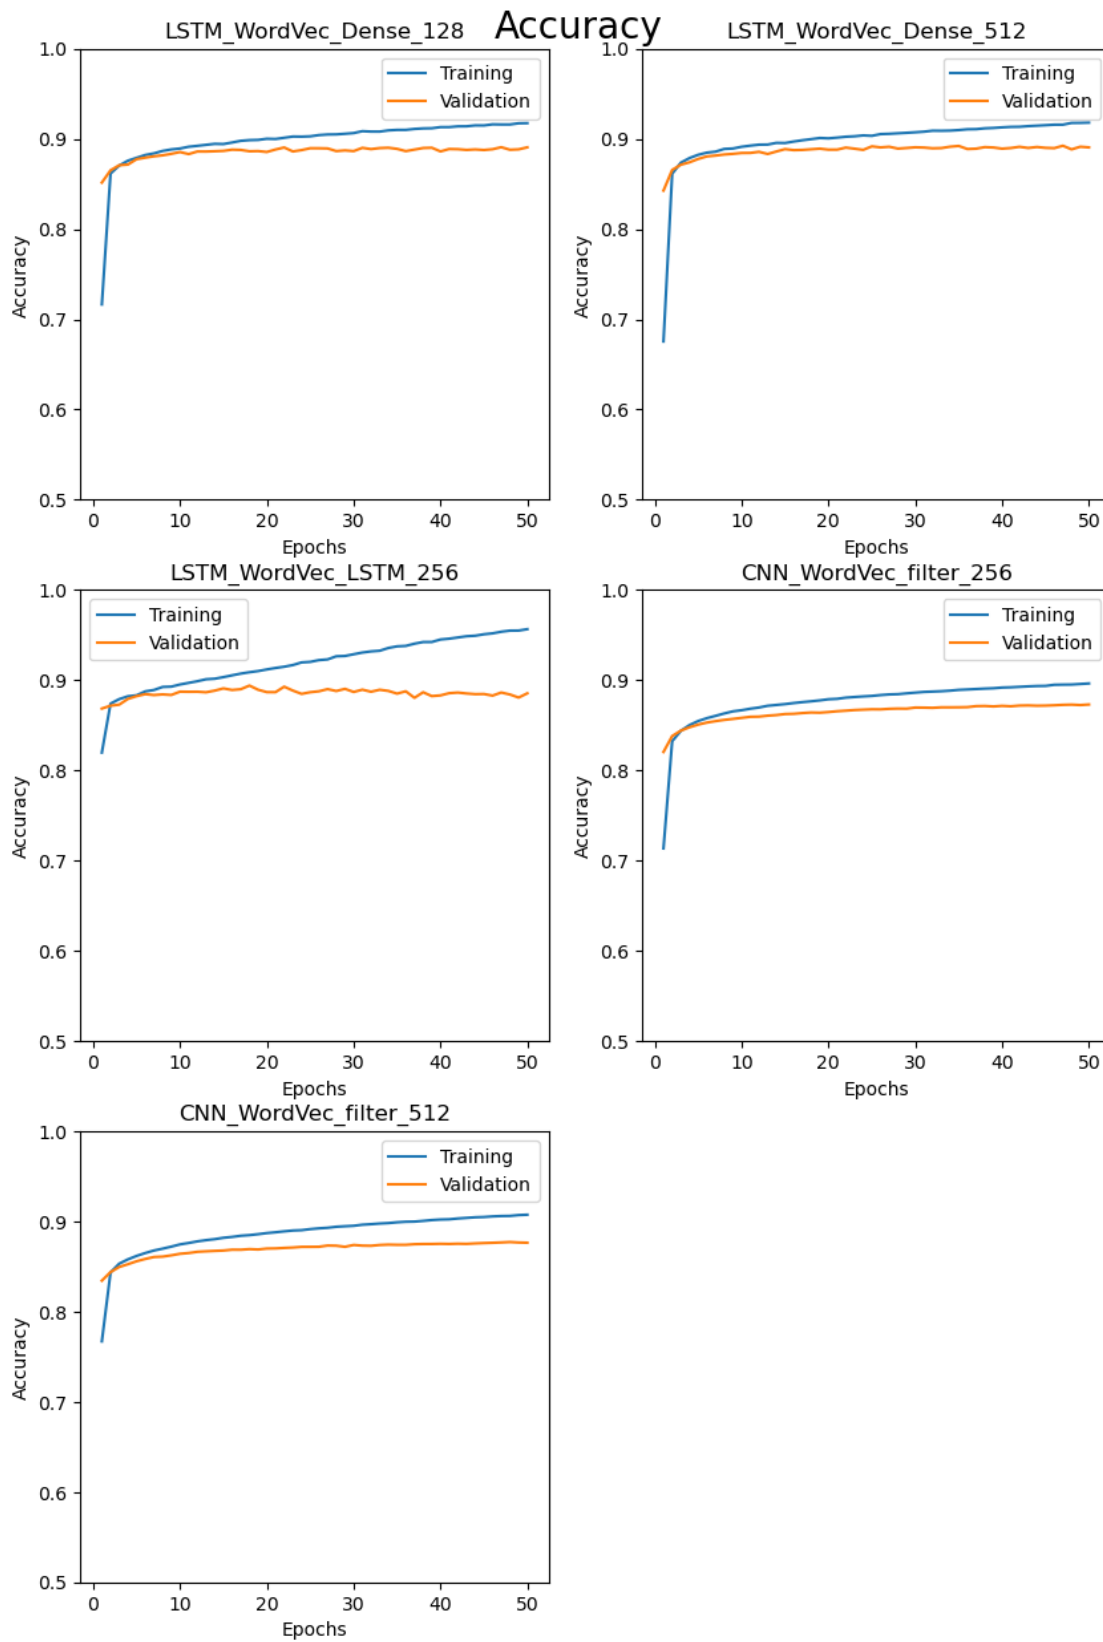 Accuracy
LSTM_WordVec_Dense_128
1.0
0.9
0.8
0.7
0.6
0.5
Accuracy
Training
Validation
0 10 20 30 40 50
Epochs
LSTM_WordVec_Dense_512
1.0
0.9
0.8
0.7
0.6
0.5
Accuracy
Training
Validation
0 10 20 30 40 50
Epochs
LSTM_WordVec_LSTM_256
1.0
0.9
0.8
0.7
0.6
0.5
Accuracy
Training
Validation
0 10 20 30 40 50
Epochs
CNN_WordVec_filter_256
1.0
0.9
0.8
0.7
0.6
0.5
Accuracy
Training
Validation
0 10 20 30 40 50
Epochs
CNN_WordVec_filter_512
1.0
0.9
0.8
0.7
0.6
0.5
Accuracy
Training
Validation
0 10 20 30 40 50
Epochs